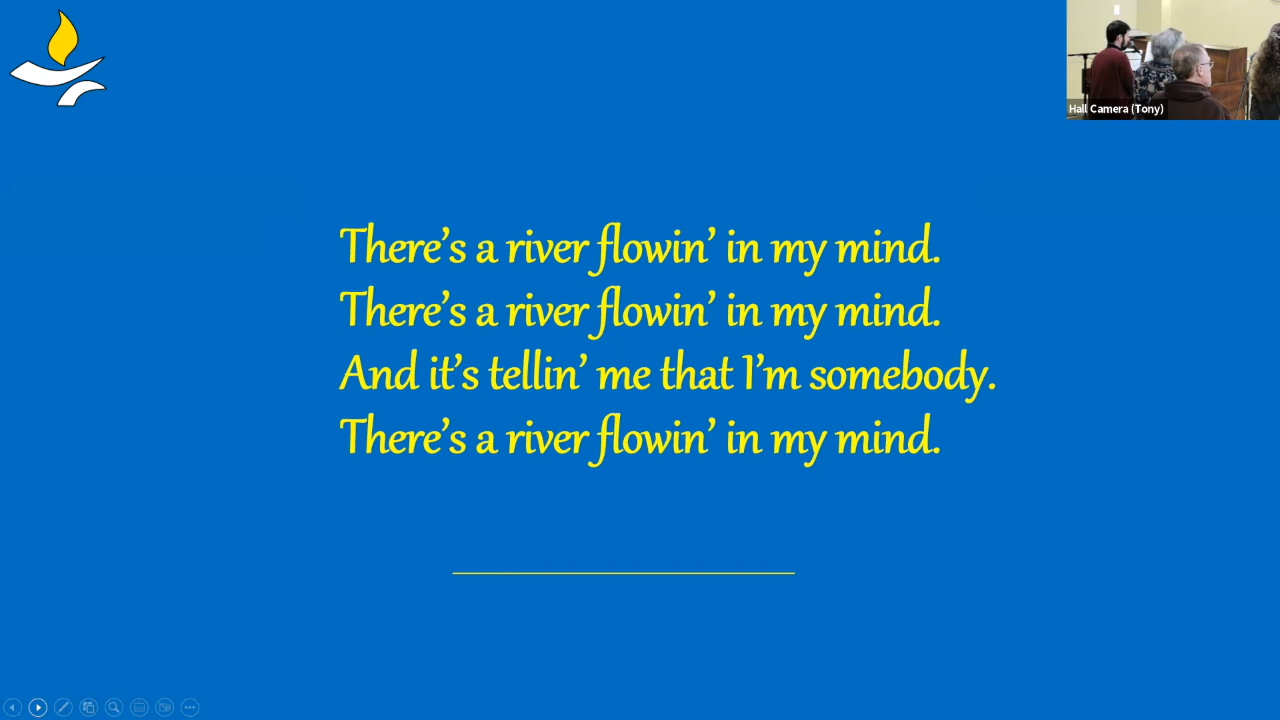 Hall Camera (Tony)
There's a river flowin' in my mind.
There's a river flowin' in my mind.
And it's tellin' me that I'm somebody.
There's a river flowin' in my mind.